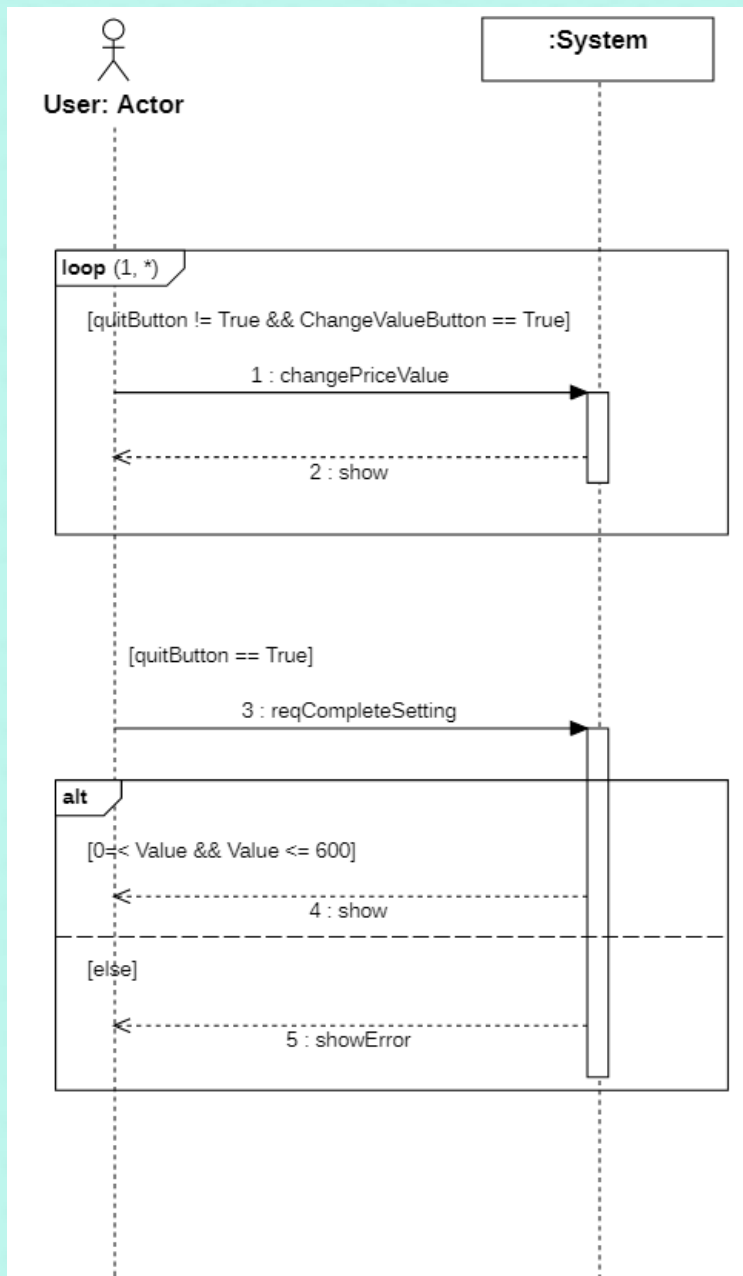 :System
User: Actor
loop (1, *)
[quitButton != True && ChangeValueButton == True]
1 : changePriceValue
2 : show
[quitButton == True]
3 : reqCompleteSetting
alt
[0=< Value && Value <= 600]
4 : show
[else]
5 : showError